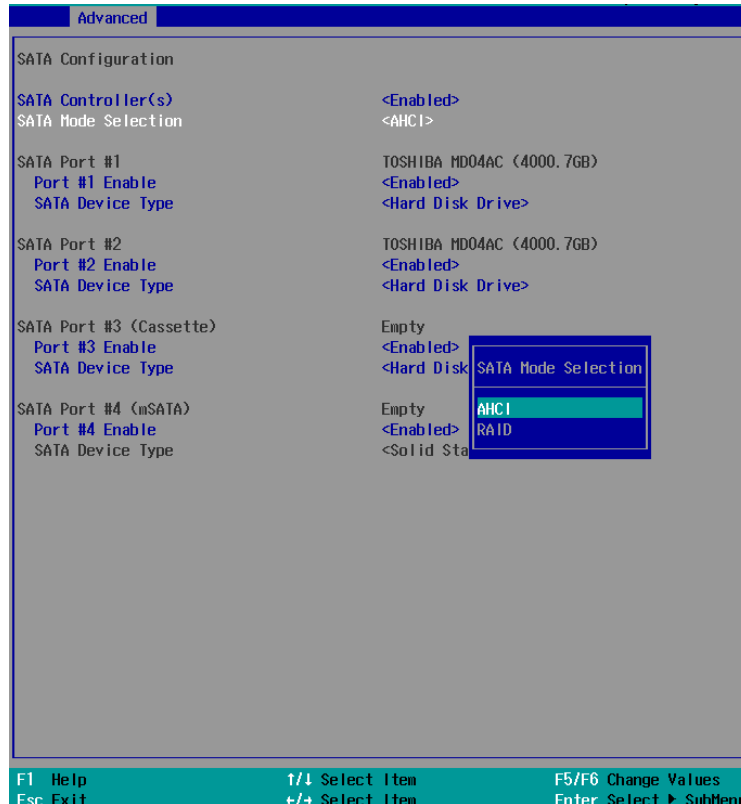 Advanced
SATA Configuration
SATA Controller(s) <Enabled>
SATA Mode Selection <AHCI>
SATA Port #1 TOSHIBA MD04AC (4000.7GB)
Port #1 Enable <Enabled>
SATA Device Type <Hard Disk Drive>
SATA Port #2 TOSHIBA MD04AC (4000.7GB)
Port #2 Enable <Enabled>
SATA Device Type <Hard Disk Drive>
SATA Port #3 (Cassette) Empty
Port #3 Enable <Enabled>
SATA Device Type <Hard Disk
SATA Port #4 (mSATA) Empty
Port #4 Enable <Enabled>
SATA Device Type <Solid Sta
SATA Mode Selection
AHCI
RAID
F1 Help ↑/↓ Select Item F5/F6 Change Values
Esc Exit ←/→ Select Item Enter Select ▶ SubMenu